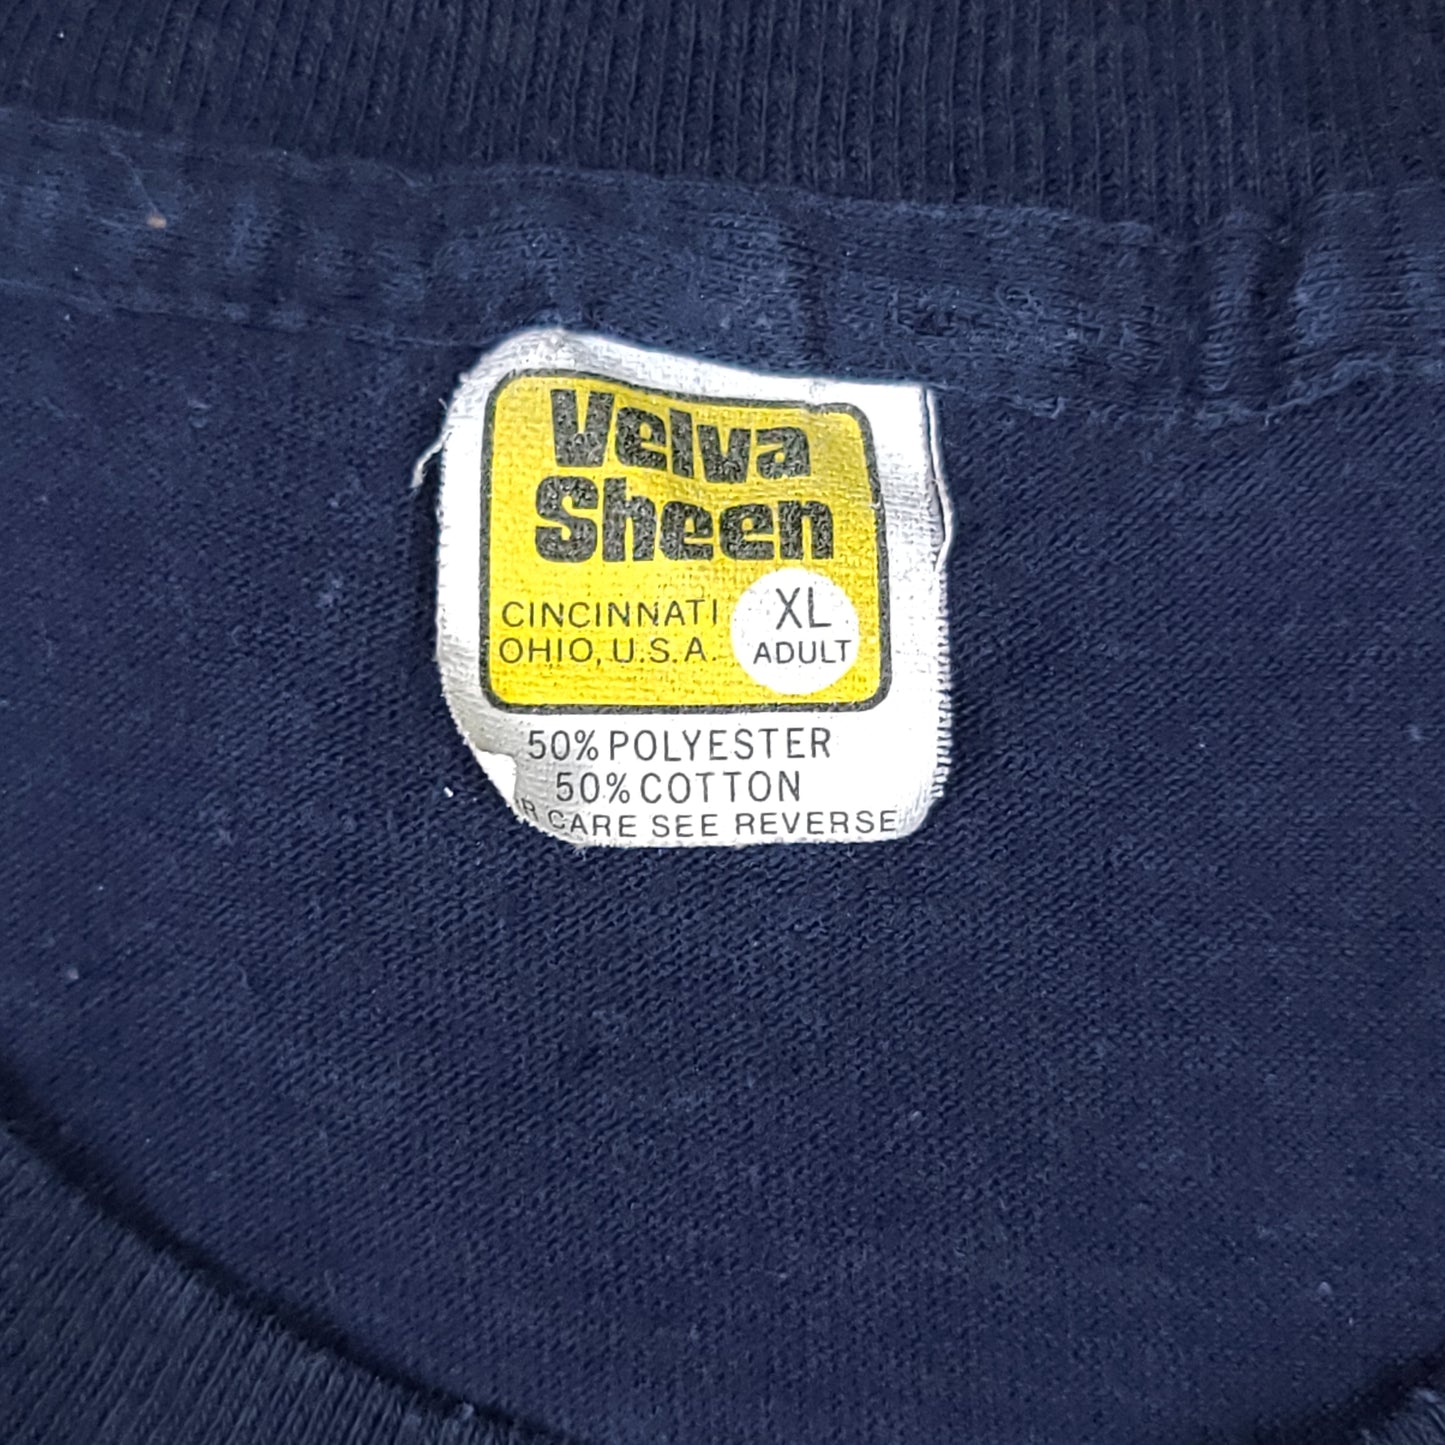 Velva
Sheen
CINCINNATI
OHIO, U.S.A.
XL
ADULT
50% POLYESTER
50% COTTON
CARE SEE REVERSE